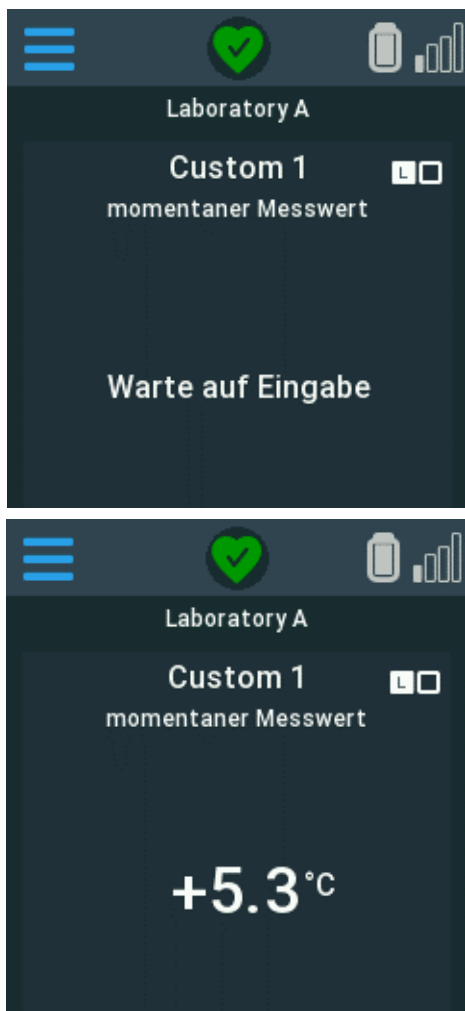 Laboratory A
Custom 1
L
momentaner Messwert
Warte auf Eingabe
Laboratory A
Custom 1
L
momentaner Messwert
+5.3°C